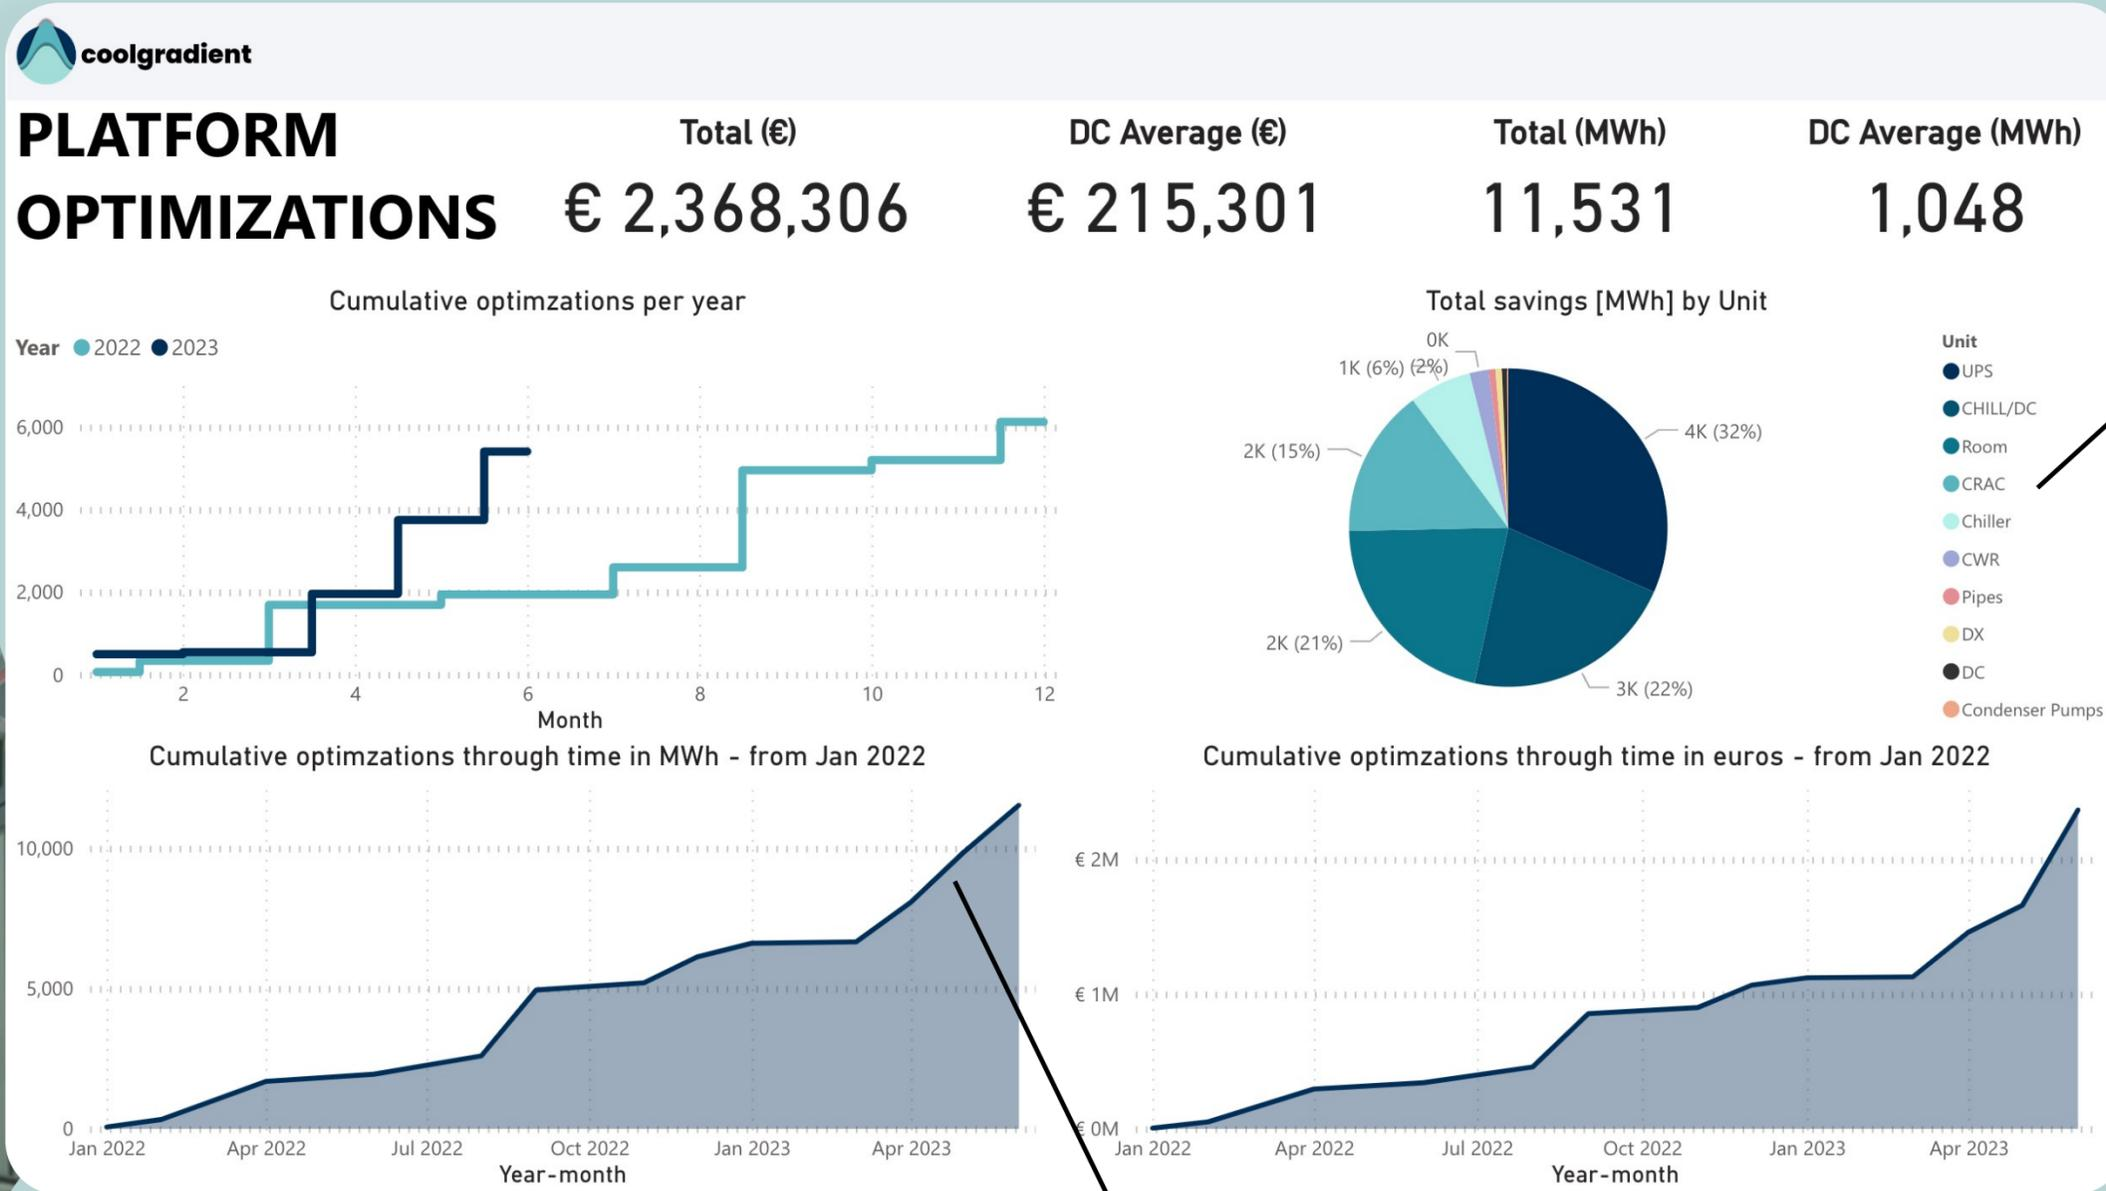 coolgradient
PLATFORM
OPTIMIZATIONS
Total (€)
€ 2,368,306
DC Average (€)
€ 215,301
Total (MWh)
11,531
DC Average (MWh)
1,048
Cumulative optimzations per year
Year 2022 2023
6,000
4,000
2,000
0
2 4 6 8 10 12
Month
Total savings [MWh] by Unit
0K
(2%)
1K (6%)
2K (15%)
2K (21%)
4K (32%)
3K (22%)
Unit
UPS
CHILL/DC
Room
CRAC
Chiller
CWR
Pipes
DX
DC
Condenser Pumps
Cumulative optimzations through time in MWh - from Jan 2022
10,000
5,000
0
Jan 2022 Apr 2022 Jul 2022 Oct 2022 Jan 2023 Apr 2023
Year-month
Cumulative optimzations through time in euros - from Jan 2022
€ 2M
€ 1M
€ 0M
Jan 2022 Apr 2022 Jul 2022 Oct 2022 Jan 2023 Apr 2023
Year-month